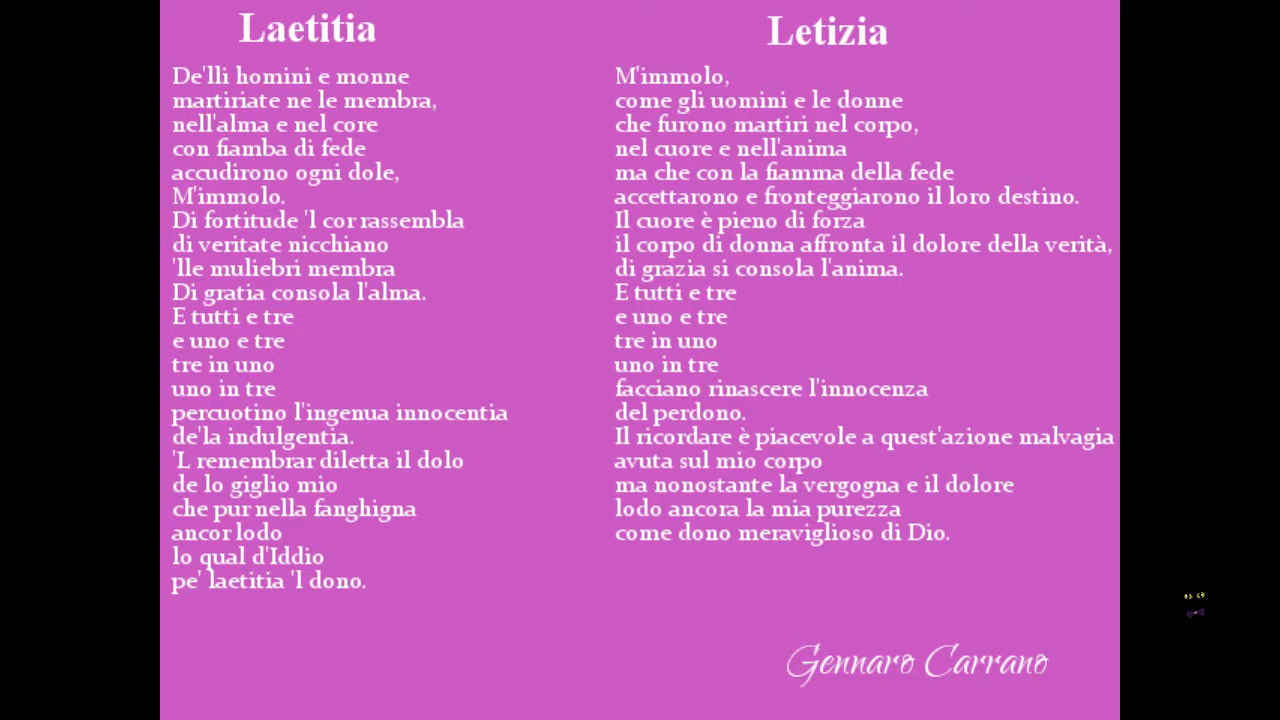 Laetitia
De'lli homini e monne
martiriate ne le membra,
nell'alma e nel core
con fiamba di fede
accudirono ogni dole,
M'immolo.
Di fortitude 'l cor rassembla
di veritate nicchiano
'lle muliebri membra
Di gratia consola l'alma.
E tutti e tre
e uno e tre
tre in uno
uno in tre
percuotino l'ingenua innocentia
de'la indulgentia.
'L remembrar diletta il dolo
de lo giglio mio
che pur nella fanghigna
ancor lodo
lo qual d'Iddio
pe' laetitia 'l dono.
Letizia
M'immolo,
come gli uomini e le donne
che furono martiri nel corpo,
nel cuore e nell'anima
ma che con la fiamma della fede
accettarono e fronteggiarono il loro destino.
Il cuore è pieno di forza
il corpo di donna affronta il dolore della verità,
di grazia si consola l'anima.
E tutti e tre
e uno e tre
tre in uno
uno in tre
facciano rinascere l'innocenza
del perdono.
Il ricordare è piacevole a quest'azione malvagia
avuta sul mio corpo
ma nonostante la vergogna e il dolore
lodo ancora la mia purezza
come dono meraviglioso di Dio.
Gennaro Carrano